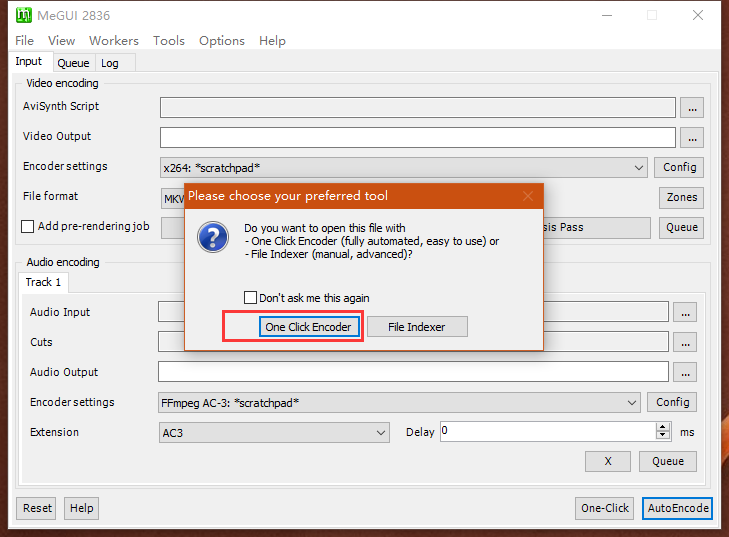 MeGUI 2836
File View Workers Tools Options Help
Input Queue Log
Video encoding
AviSynth Script ...
Video Output ...
Encoder settings x264: *scratchpad* Config
File format Zones
Add pre-rendering job Pass Queue
Please choose your preferred tool
Do you want to open this file with
- One Click Encoder (fully automated, easy to use) or
- File Indexer (manual, advanced)?
Don't ask me this again
One Click Encoder File Indexer
Audio encoding
Track 1
Audio Input ...
Cuts ...
Audio Output ...
Encoder settings FFmpeg AC-3: *scratchpad* Config
Extension AC3 Delay 0 ms
X Queue
Reset Help One-Click AutoEncode